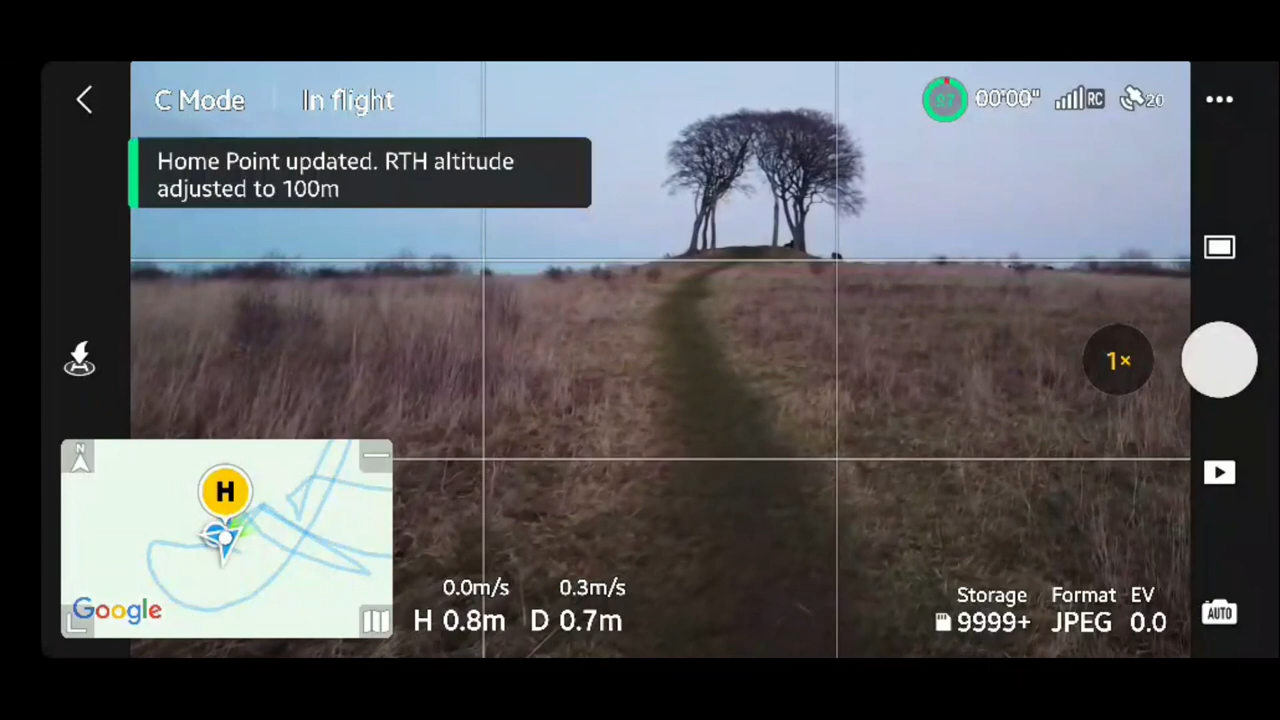 C Mode In flight
97 00'00" RC 20
Home Point updated. RTH altitude
adjusted to 100m
1×
N
H
Google
0.0m/s 0.3m/s
H 0.8m D 0.7m
Storage Format EV
9999+ JPEG 0.0
AUTO